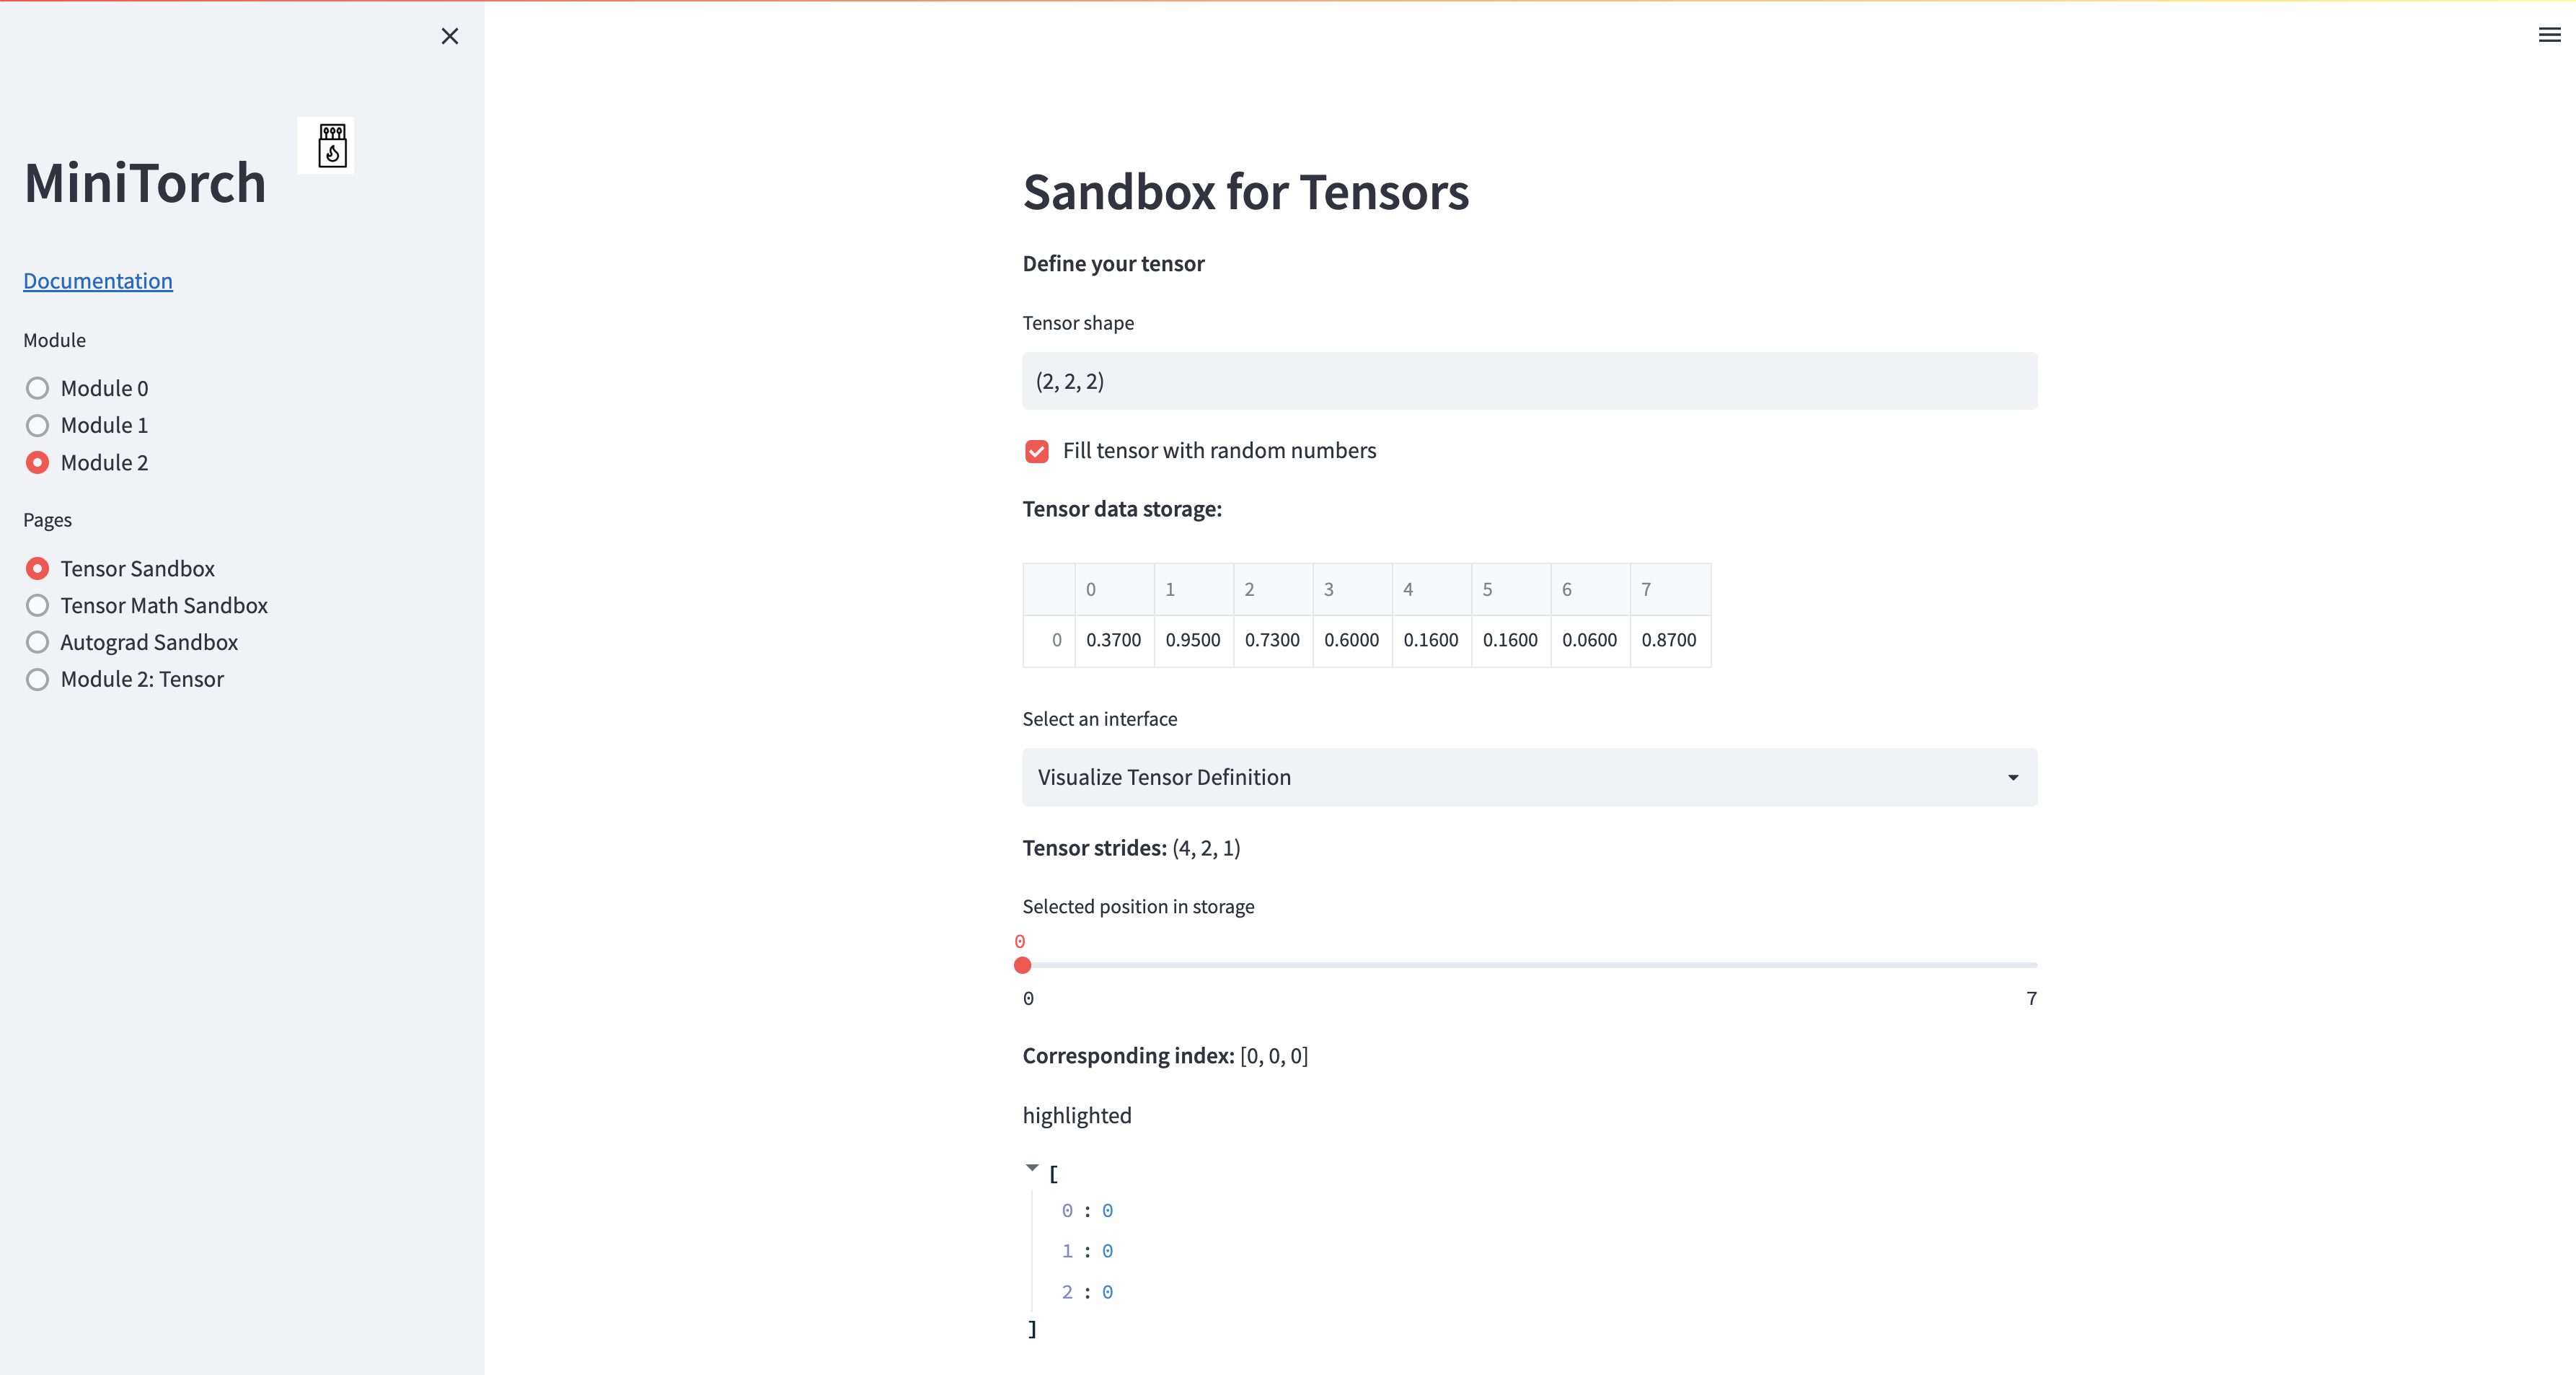 MiniTorch
Documentation
Module
Module 0
Module 1
Module 2
Pages
Tensor Sandbox
Tensor Math Sandbox
Autograd Sandbox
Module 2: Tensor
Sandbox for Tensors
Define your tensor
Tensor shape
(2, 2, 2)
Fill tensor with random numbers
Tensor data storage:
0 1 2 3 4 5 6 7
0 0.3700 0.9500 0.7300 0.6000 0.1600 0.1600 0.0600 0.8700
Select an interface
Visualize Tensor Definition
Tensor strides: (4, 2, 1)
Selected position in storage
0
0 7
Corresponding index: [0, 0, 0]
highlighted
[
0 : 0
1 : 0
2 : 0
]